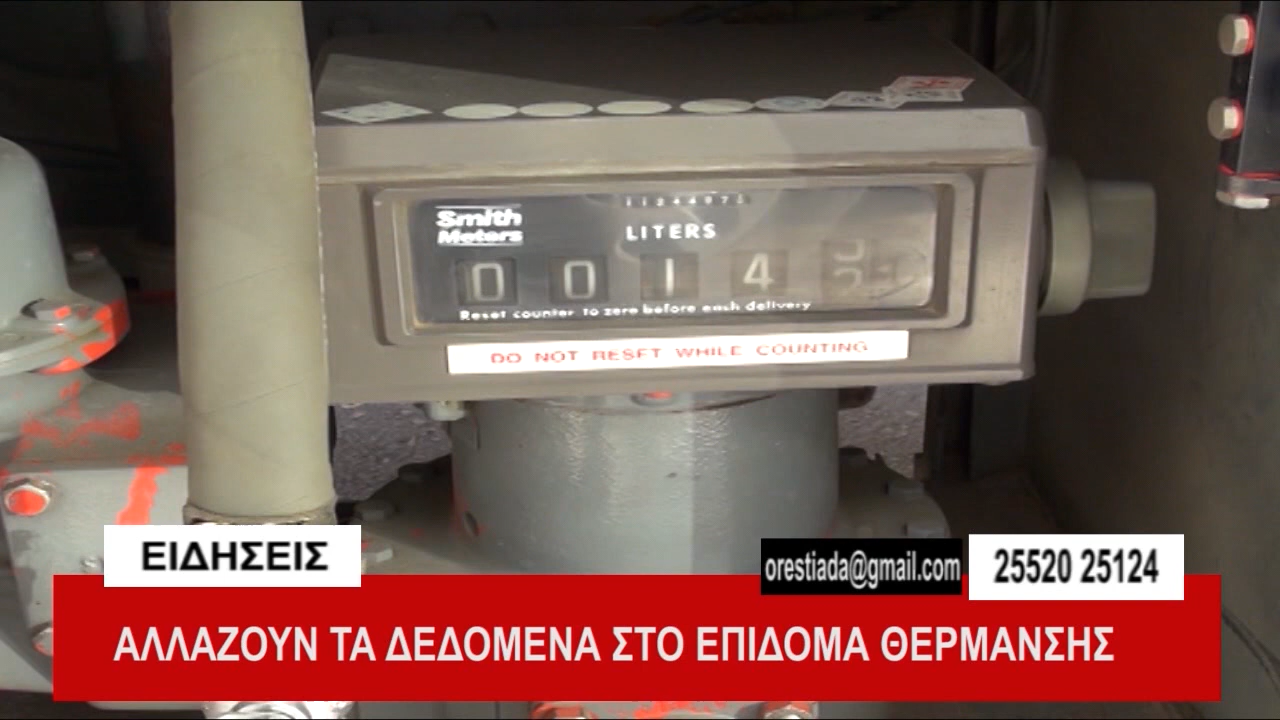 Smith
Meters
LITERS
0 0 1 4
Reset counter to zero before each delivery
DO NOT RESET WHILE COUNTING
ΕΙΔΗΣΕΙΣ
orestiada@gmail.com
25520 25124
ΑΛΛΑΖΟΥΝ ΤΑ ΔΕΔΟΜΕΝΑ ΣΤΟ ΕΠΙΔΟΜΑ ΘΕΡΜΑΝΣΗΣ